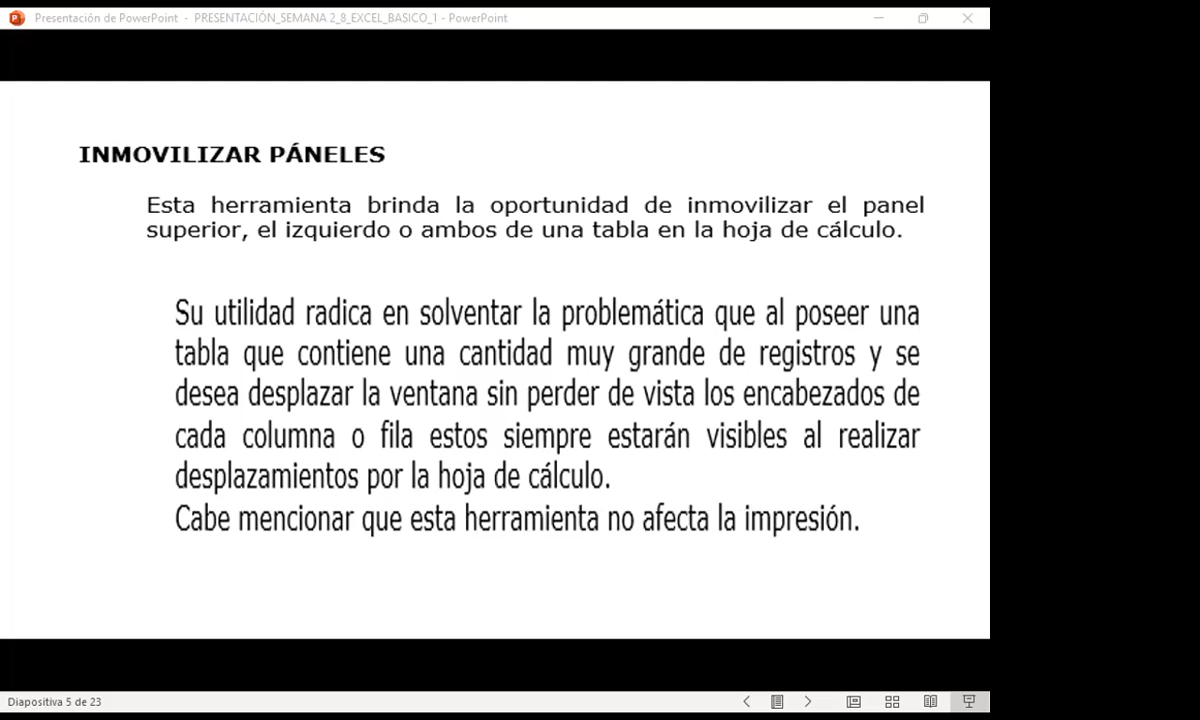 Presentación de PowerPoint - PRESENTACIÓN_SEMANA 2_8_EXCEL_BASICO_1 - PowerPoint
INMOVILIZAR PÁNELES
Esta herramienta brinda la oportunidad de inmovilizar el panel
superior, el izquierdo o ambos de una tabla en la hoja de cálculo.
Su utilidad radica en solventar la problemática que al poseer una
tabla que contiene una cantidad muy grande de registros y se
desea desplazar la ventana sin perder de vista los encabezados de
cada columna o fila estos siempre estarán visibles al realizar
desplazamientos por la hoja de cálculo.
Cabe mencionar que esta herramienta no afecta la impresión.
Diapositiva 5 de 23